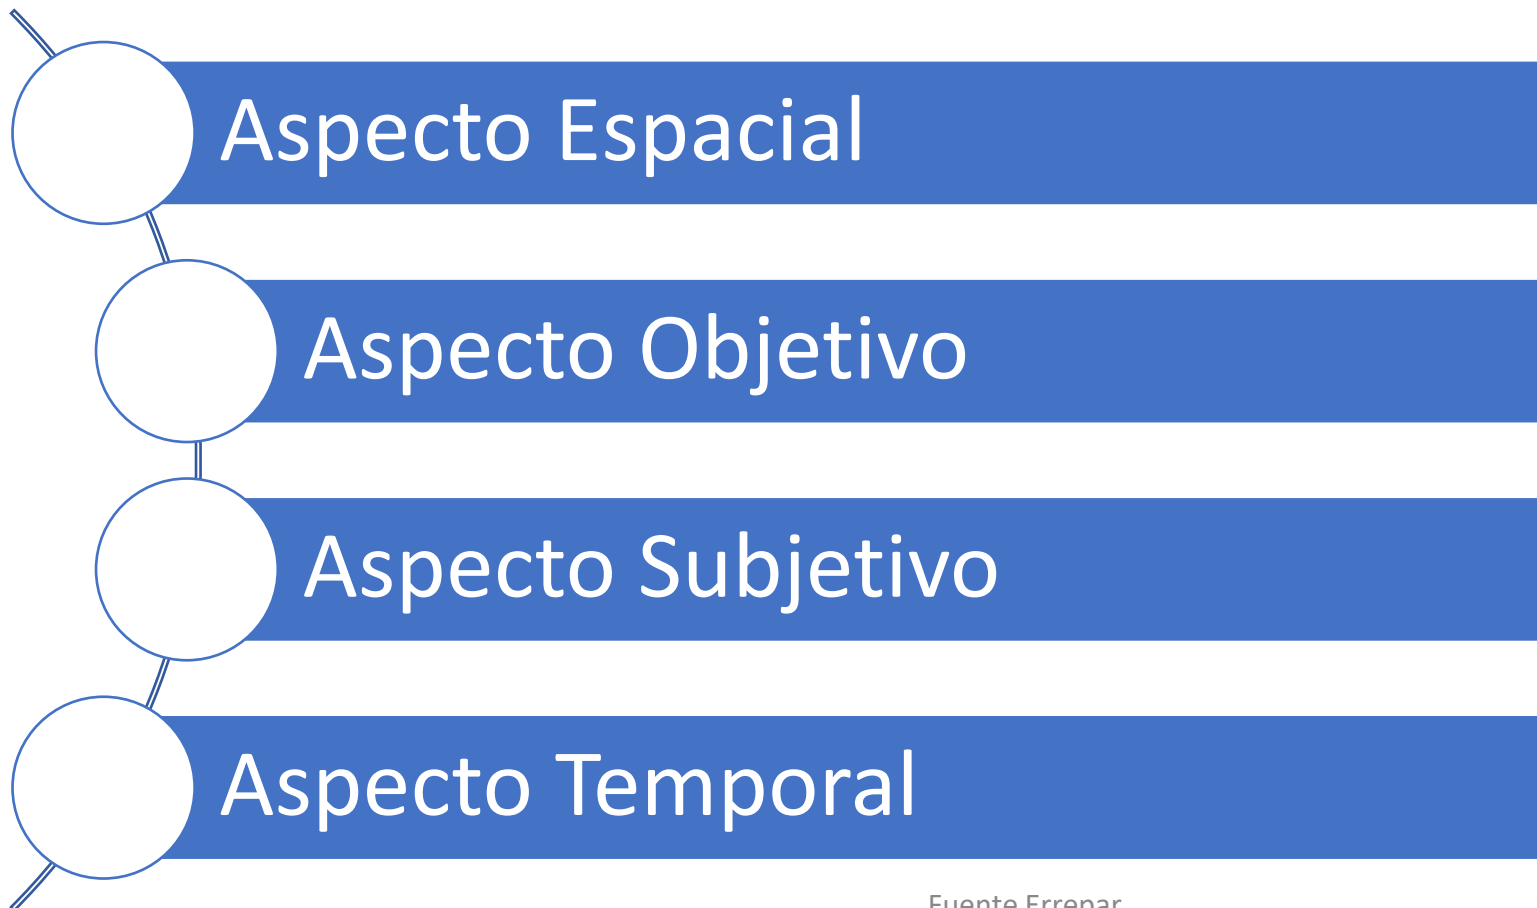 Aspecto Espacial
Aspecto Objetivo
Aspecto Subjetivo
Aspecto Temporal
Fuente Errepar